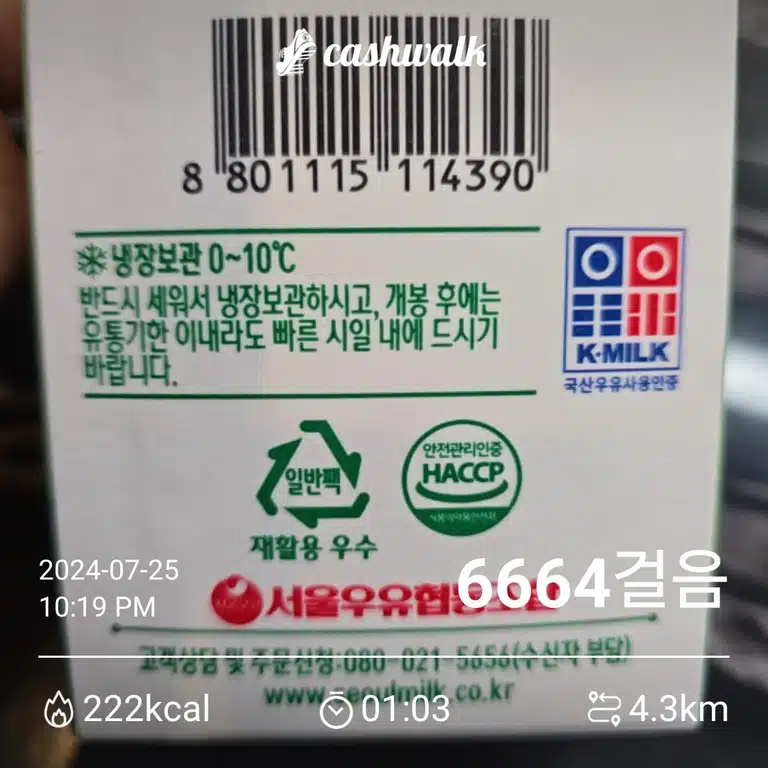 cashwalk
8 801115 114390
냉장보관 0~10℃
반드시 세워서 냉장보관하시고, 개봉 후에는
유통기한 이내라도 빠른 시일 내에 드시기
바랍니다.
K·MILK
국산우유사용인증
일반팩
재활용 우수
안전관리인증
HACCP
2024-07-25
10:19 PM
6664걸음
서울우유협동조합
고객상담 및 주문신청:080-021-5656(수신자 부담)
www.seoulmilk.co.kr
222kcal
01:03
4.3km